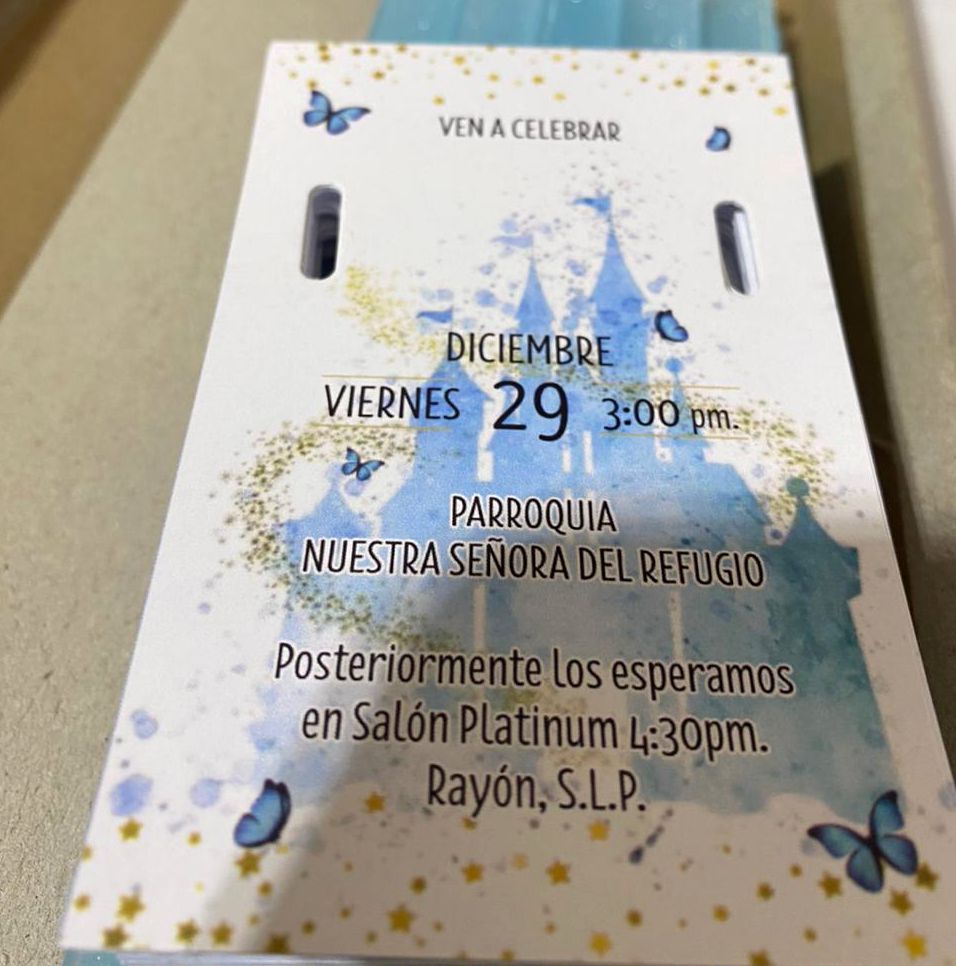 VEN A CELEBRAR
DICIEMBRE
VIERNES 29 3:00 pm.
PARROQUIA
NUESTRA SEÑORA DEL REFUGIO
Posteriormente los esperamos
en Salón Platinum 4:30pm.
Rayón, S.L.P.